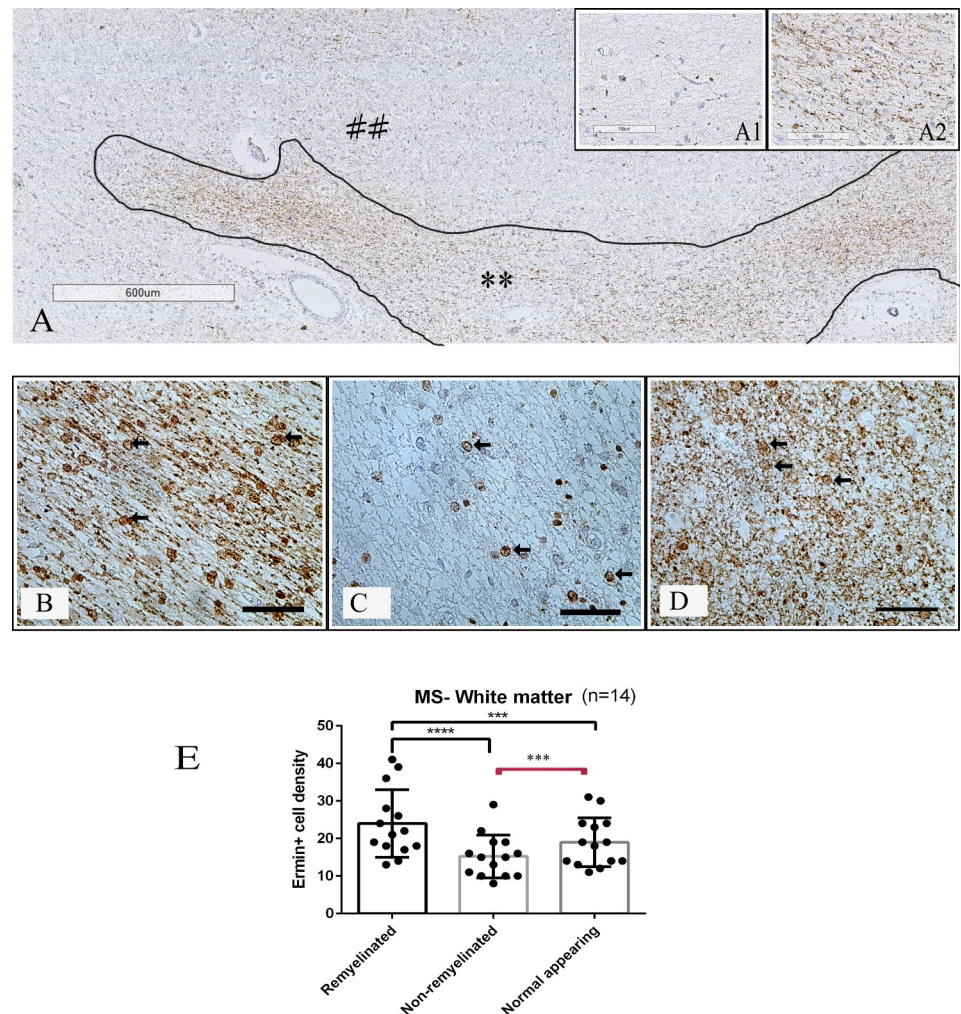 ##
A1
A2
**
600um
A
B
C
D
E
MS- White matter (n=14)
***
****
***
Ermin+ cell density
50
40
30
20
10
0
Remyelinated
Non-remyelinated
Normal appearing